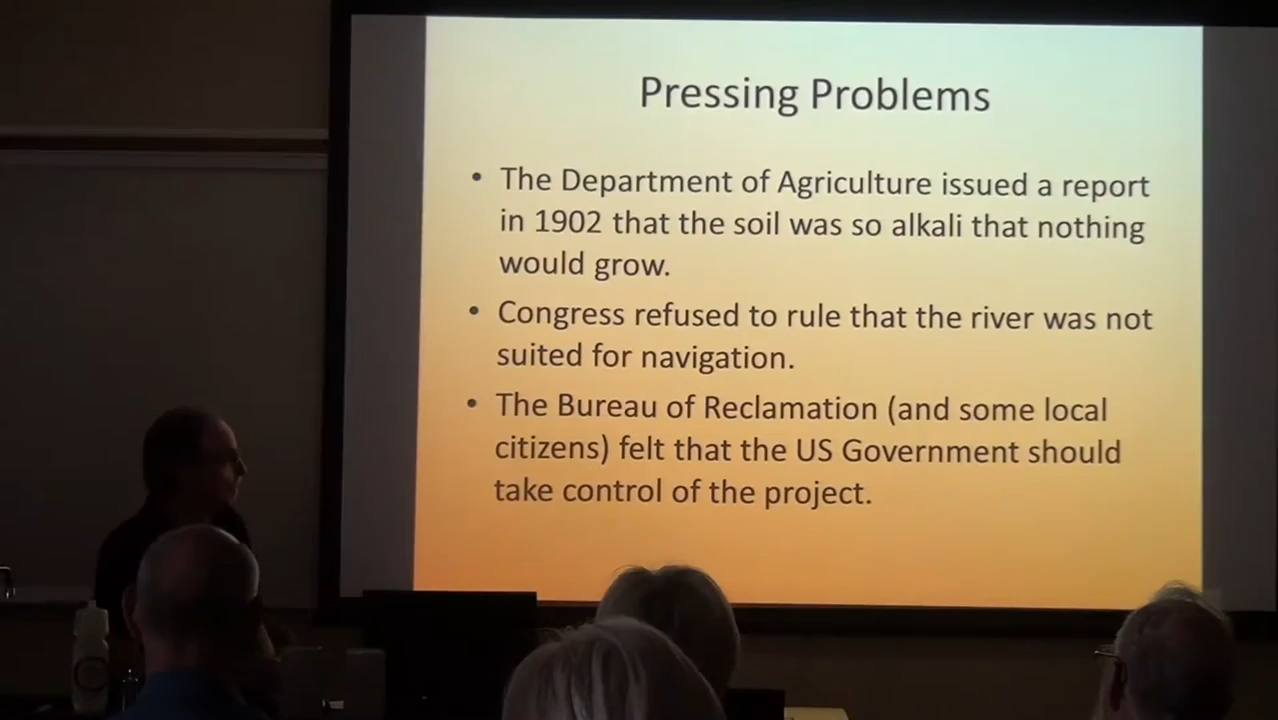 Pressing Problems
• The Department of Agriculture issued a report
in 1902 that the soil was so alkali that nothing
would grow.
• Congress refused to rule that the river was not
suited for navigation.
• The Bureau of Reclamation (and some local
citizens) felt that the US Government should
take control of the project.